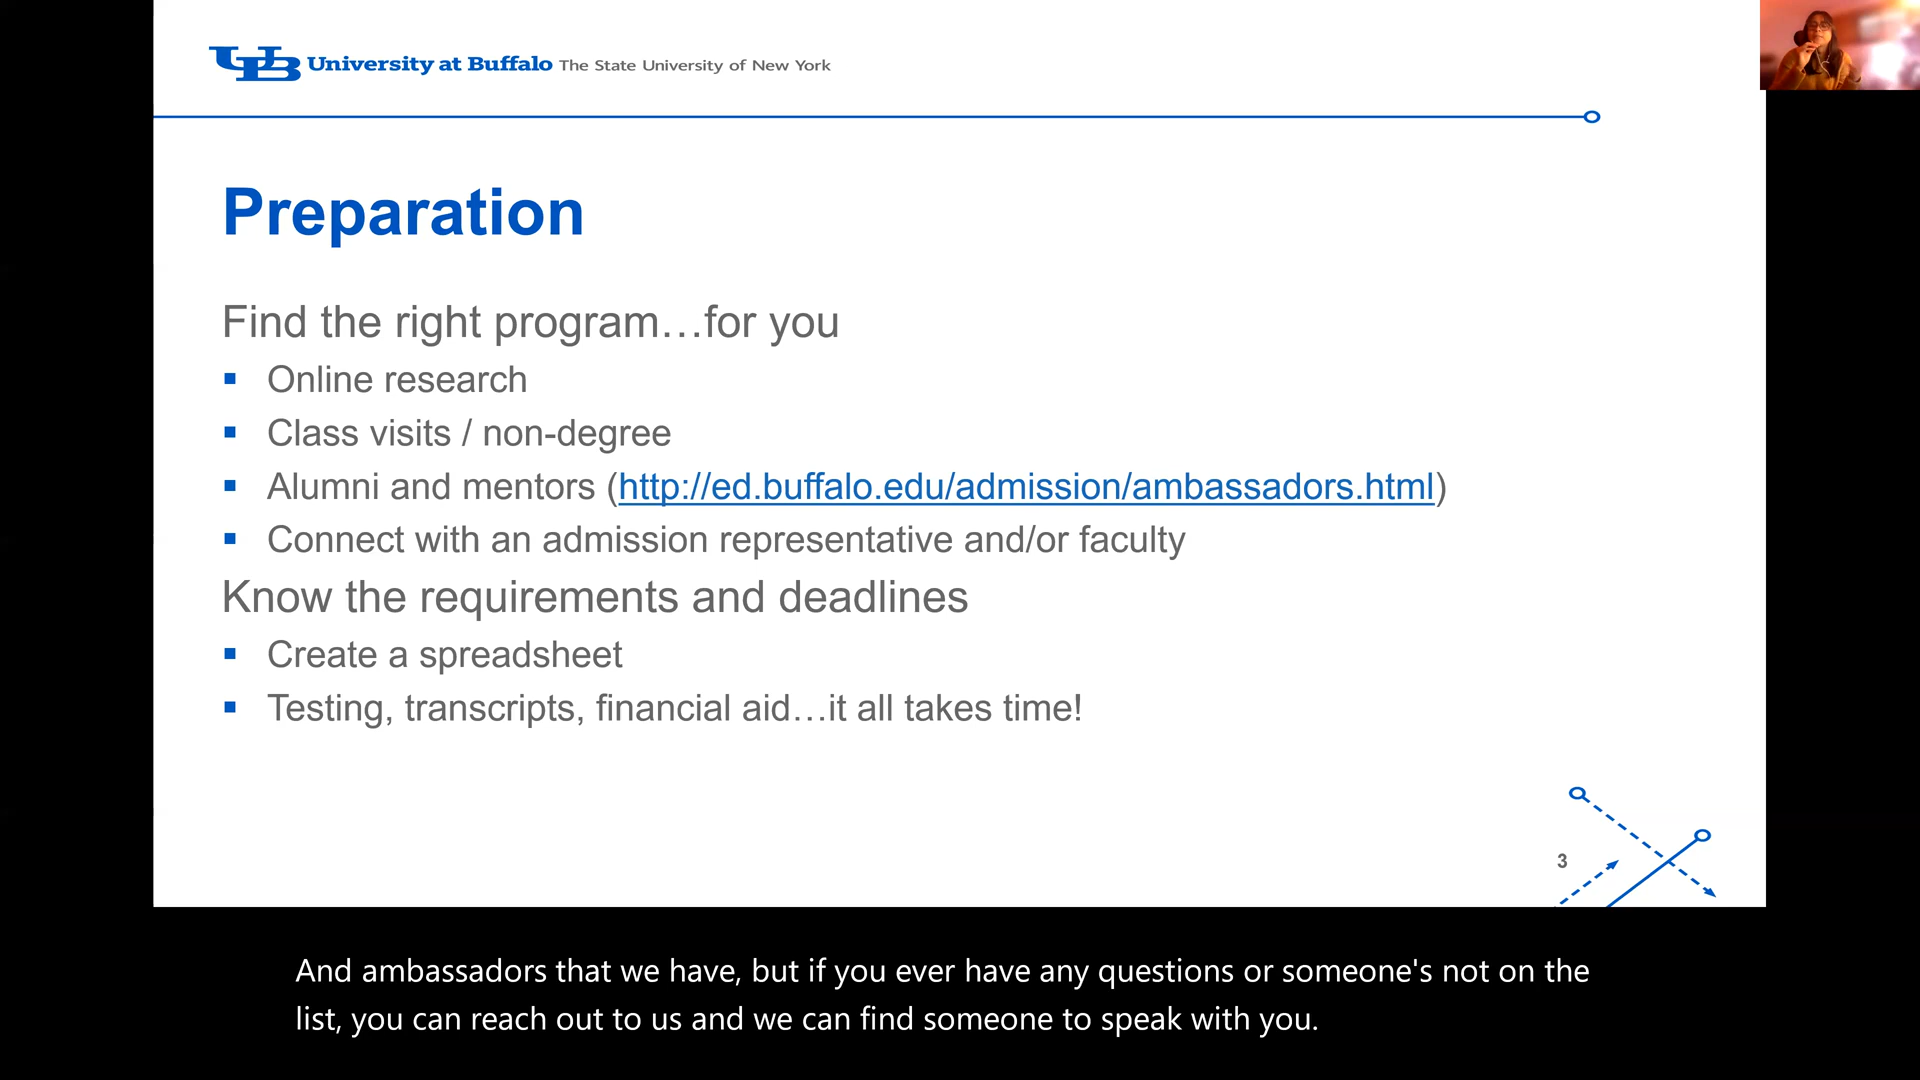 UB University at Buffalo The State University of New York
Preparation
Find the right program…for you
▪ Online research
▪ Class visits / non-degree
▪ Alumni and mentors (http://ed.buffalo.edu/admission/ambassadors.html)
▪ Connect with an admission representative and/or faculty
Know the requirements and deadlines
▪ Create a spreadsheet
▪ Testing, transcripts, financial aid…it all takes time!
3
And ambassadors that we have, but if you ever have any questions or someone's not on the
list, you can reach out to us and we can find someone to speak with you.